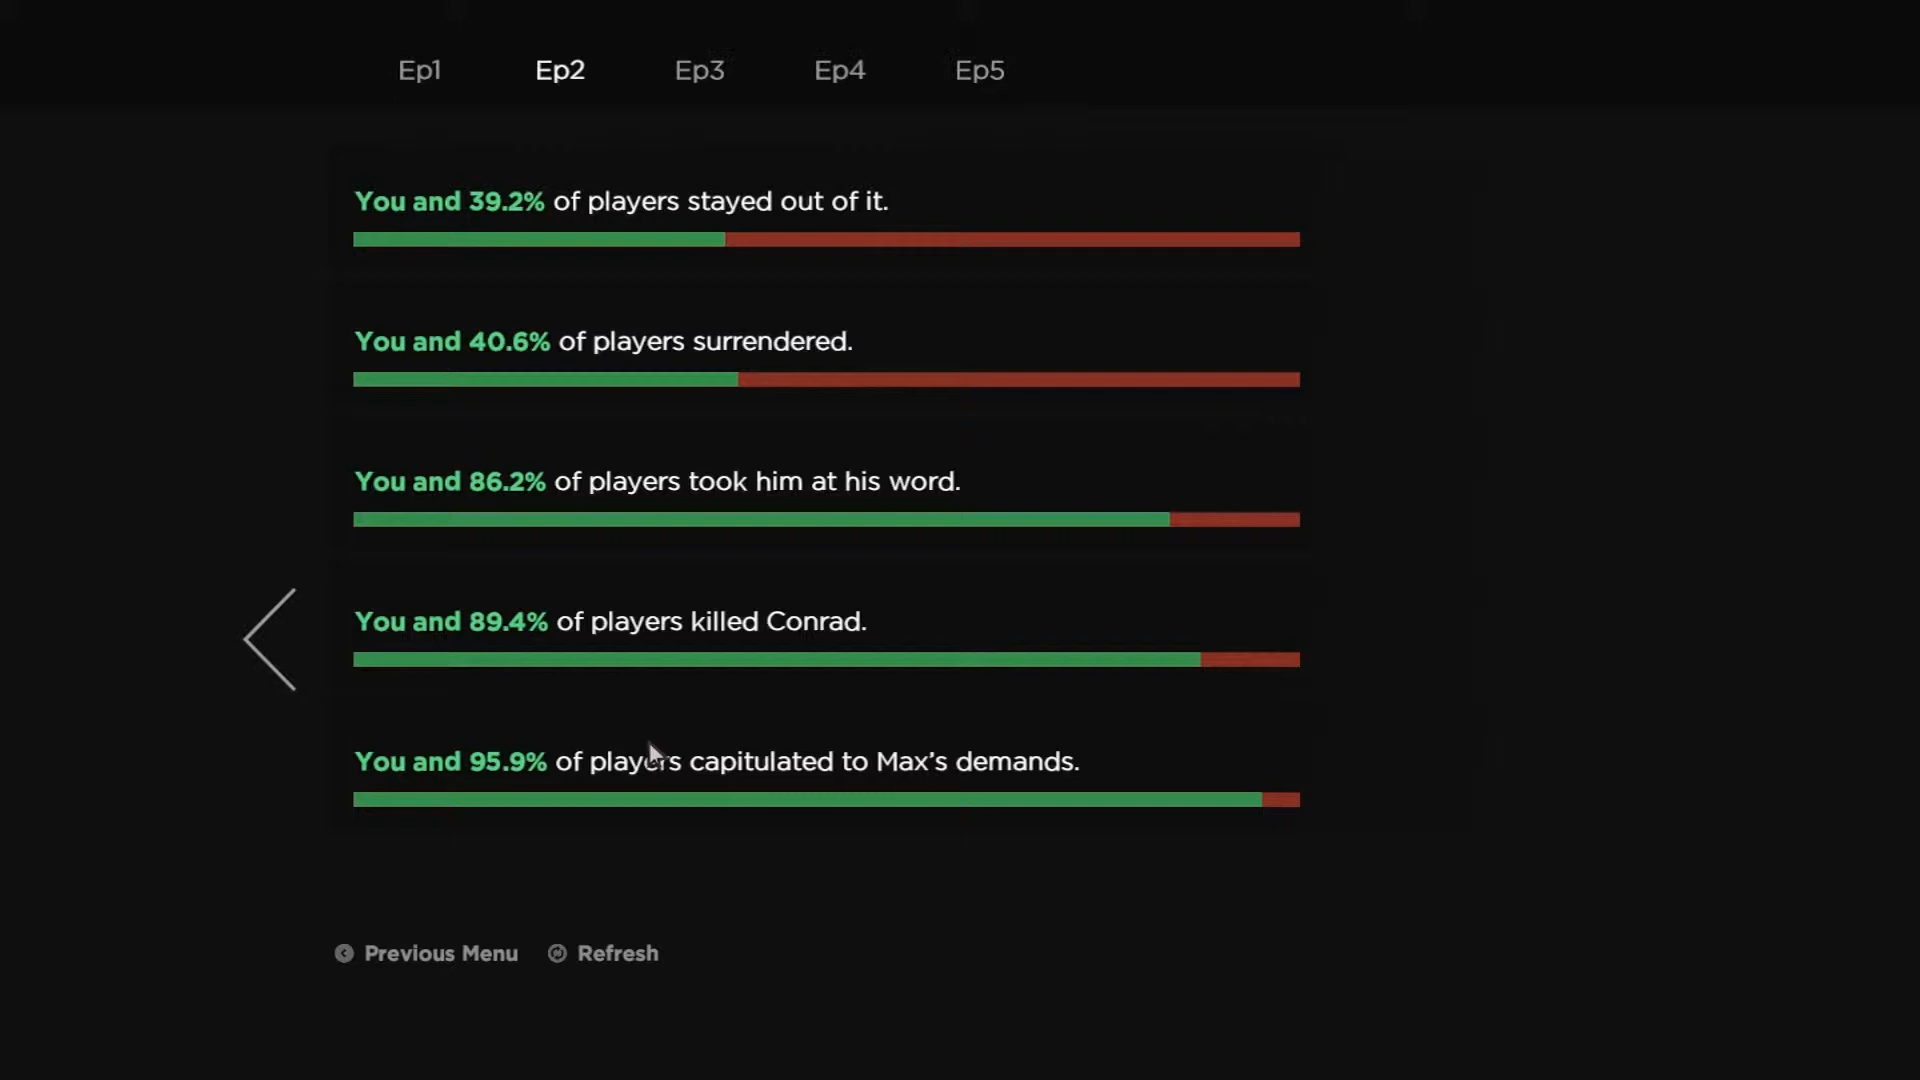 Ep1 Ep2 Ep3 Ep4 Ep5
You and 39.2% of players stayed out of it.
You and 40.6% of players surrendered.
You and 86.2% of players took him at his word.
You and 89.4% of players killed Conrad.
You and 95.9% of players capitulated to Max’s demands.
Previous Menu Refresh